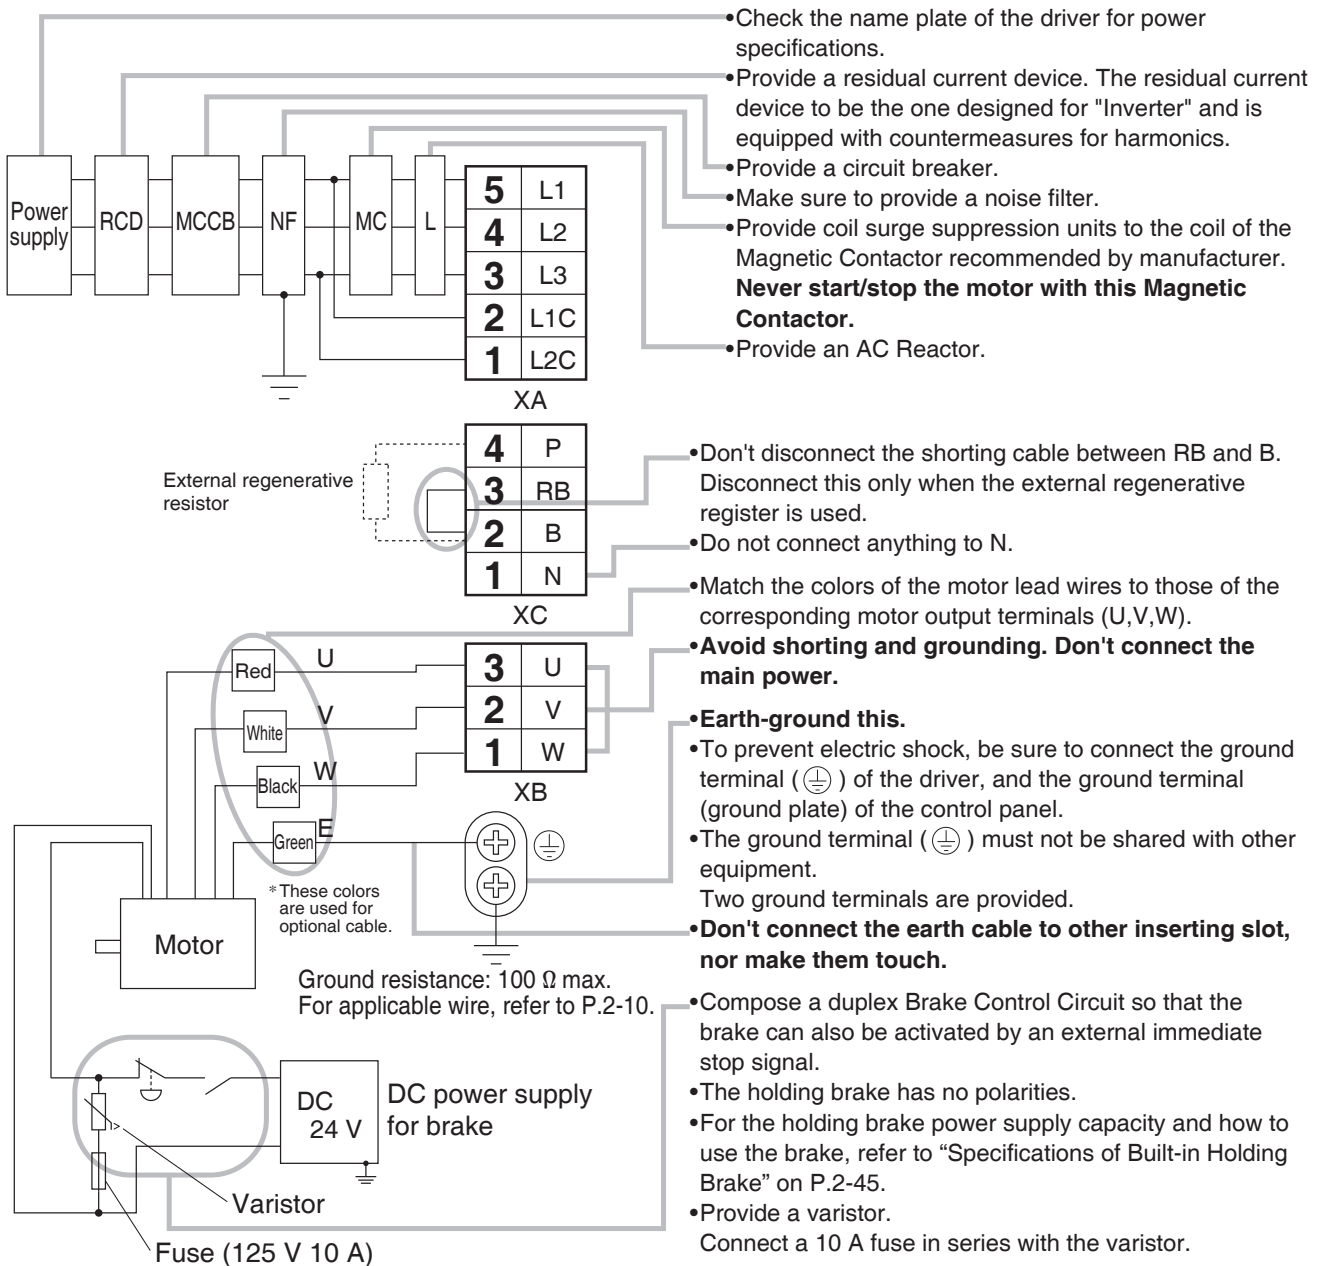 •Check the name plate of the driver for power
specifications.
•Provide a residual current device. The residual current
device to be the one designed for "Inverter" and is
equipped with countermeasures for harmonics.
•Provide a circuit breaker.
•Make sure to provide a noise filter.
•Provide coil surge suppression units to the coil of the
Magnetic Contactor recommended by manufacturer.
Never start/stop the motor with this Magnetic
Contactor.
•Provide an AC Reactor.
Power
supply
RCD
MCCB
NF
MC
L
5 L1
4 L2
3 L3
2 L1C
1 L2C
XA
External regenerative
resistor
4 P
3 RB
2 B
1 N
XC
•Don't disconnect the shorting cable between RB and B.
Disconnect this only when the external regenerative
register is used.
•Do not connect anything to N.
•Match the colors of the motor lead wires to those of the
corresponding motor output terminals (U,V,W).
•Avoid shorting and grounding. Don't connect the
main power.
Red U
White V
Black W
Green E
3 U
2 V
1 W
XB
*These colors
are used for
optional cable.
Motor
•Earth-ground this.
•To prevent electric shock, be sure to connect the ground
terminal ( ⏚ ) of the driver, and the ground terminal
(ground plate) of the control panel.
•The ground terminal ( ⏚ ) must not be shared with other
equipment.
Two ground terminals are provided.
•Don't connect the earth cable to other inserting slot,
nor make them touch.
Ground resistance: 100 Ω max.
For applicable wire, refer to P.2-10.
•Compose a duplex Brake Control Circuit so that the
brake can also be activated by an external immediate
stop signal.
•The holding brake has no polarities.
•For the holding brake power supply capacity and how to
use the brake, refer to “Specifications of Built-in Holding
Brake” on P.2-45.
•Provide a varistor.
Connect a 10 A fuse in series with the varistor.
DC
24 V
DC power supply
for brake
Varistor
Fuse (125 V 10 A)